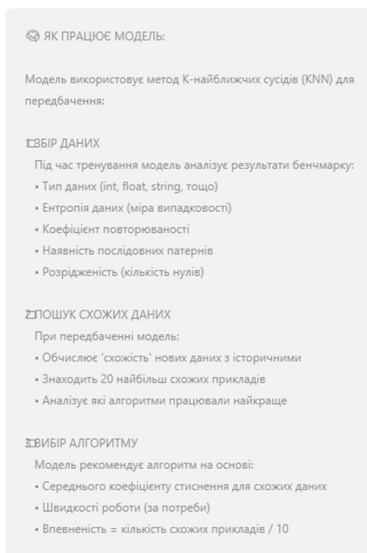 ЯК ПРАЦЮЄ МОДЕЛЬ:
Модель використовує метод K-найближчих сусідів (KNN) для
передбачення:
1 ЗБІР ДАНИХ
Під час тренування модель аналізує результати бенчмарку:
• Тип даних (int, float, string, тощо)
• Ентропія даних (міра випадковості)
• Коефіцієнт повторюваності
• Наявність послідовних патернів
• Розрідженість (кількість нулів)
2 ПОШУК СХОЖИХ ДАНИХ
При передбаченні модель:
• Обчислює 'схожість' нових даних з історичними
• Знаходить 20 найбільш схожих прикладів
• Аналізує які алгоритми працювали найкраще
3 ВИБІР АЛГОРИТМУ
Модель рекомендує алгоритм на основі:
• Середнього коефіцієнту стиснення для схожих даних
• Швидкості роботи (за потреби)
• Впевненість = кількість схожих прикладів / 10